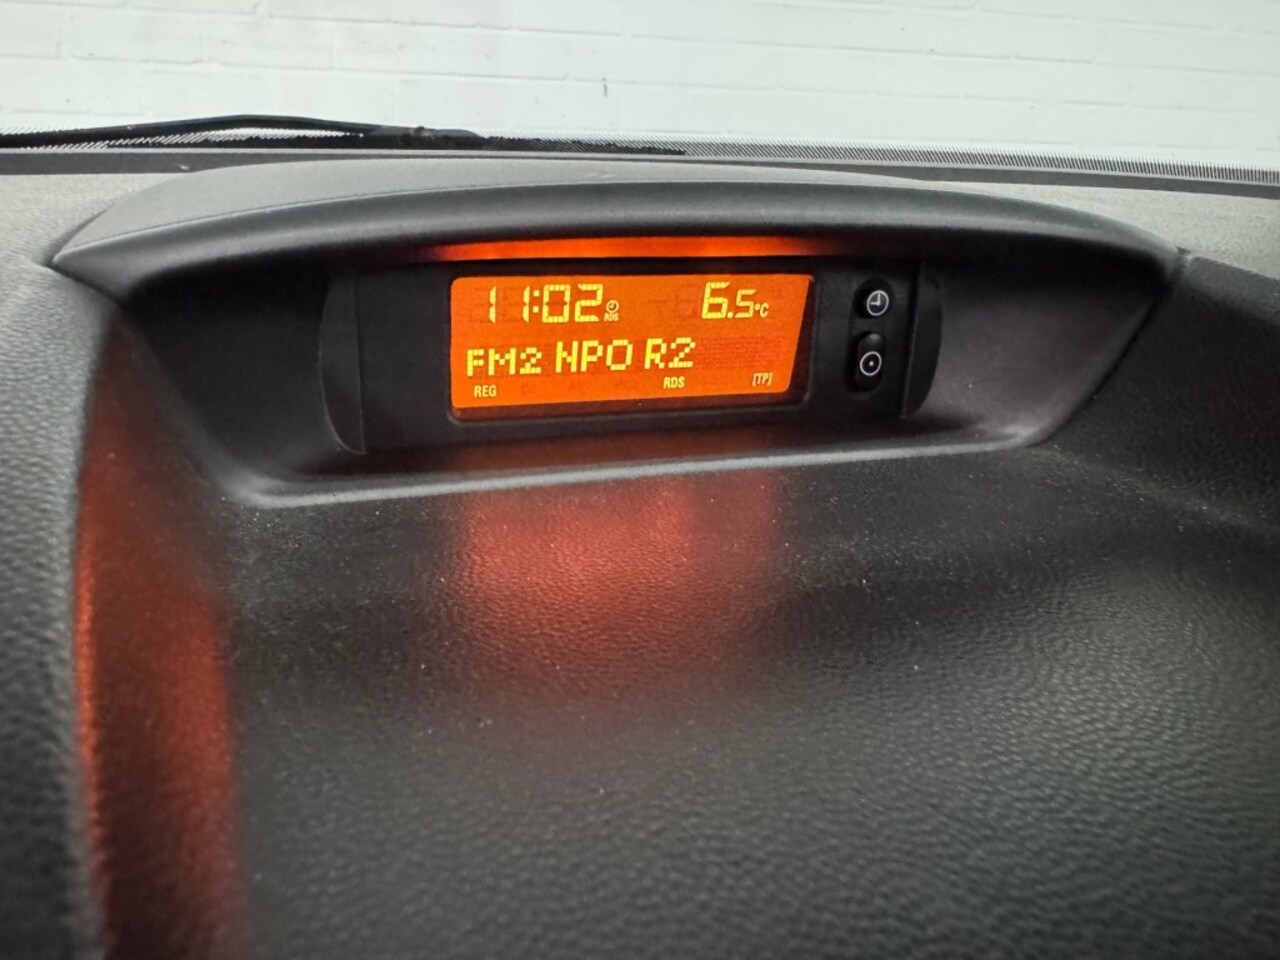 11:02 RDS 6.5°C
FM2 NPO R2
REG RDS [TP]